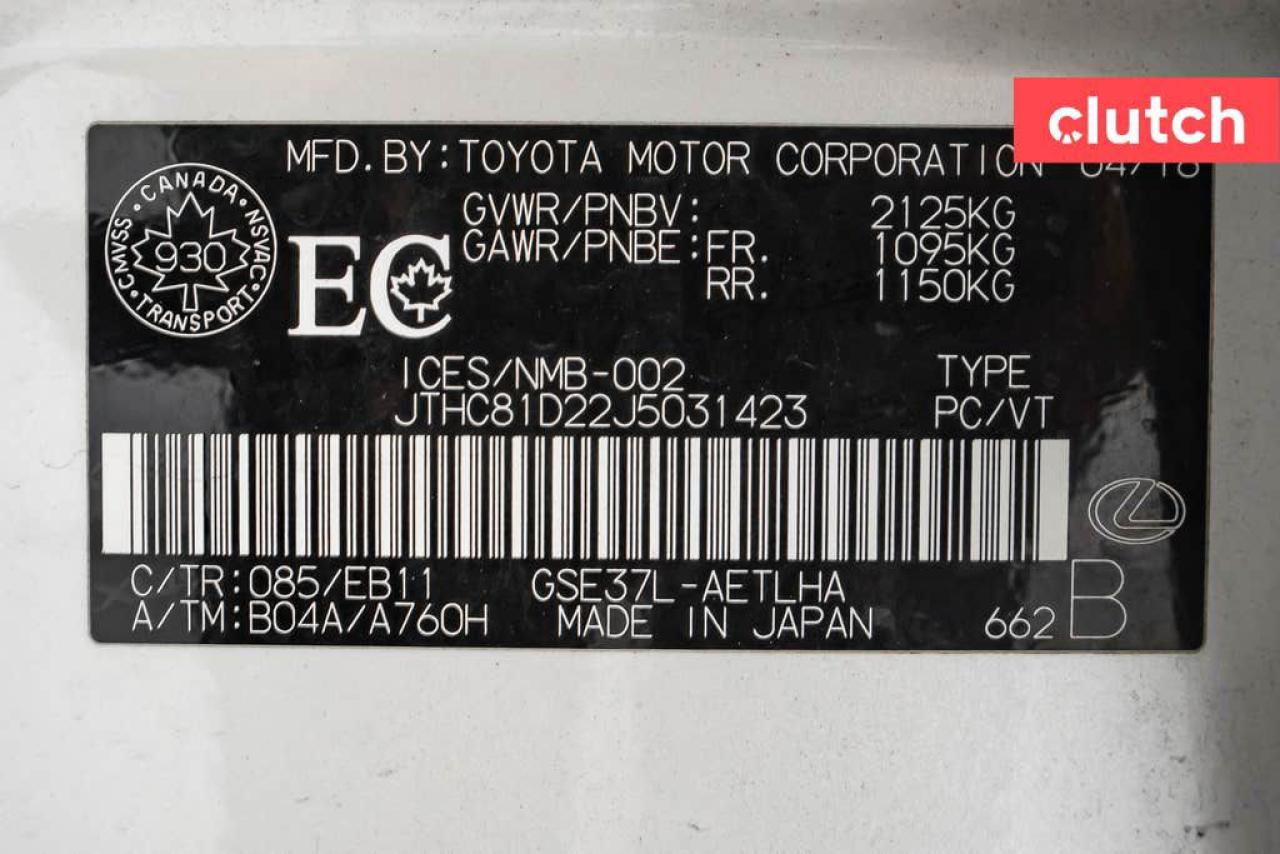 clutch
MFD.BY:TOYOTA MOTOR CORPORATION 04/18
CANADA
CMVSS NSVAC
930
TRANSPORT
EC
GVWR/PNBV: 2125KG
GAWR/PNBE:FR. 1095KG
RR. 1150KG
ICES/NMB-002 TYPE
JTHC81D22J5031423 PC/VT
C/TR:085/EB11 GSE37L-AETLHA
A/TM:B04A/A760H MADE IN JAPAN 662 B